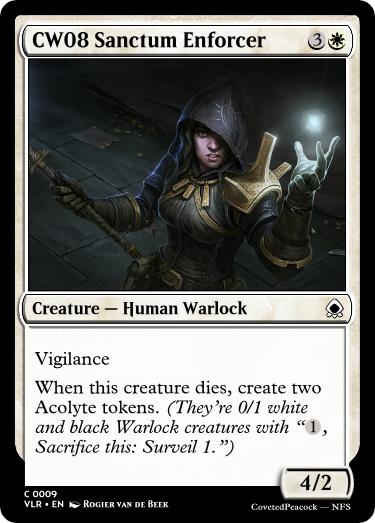 CW08 Sanctum Enforcer 3
Creature — Human Warlock
Vigilance
When this creature dies, create two
Acolyte tokens. (They're 0/1 white
and black Warlock creatures with “1,
Sacrifice this: Surveil 1.”)
4/2
C 0009
VLR • EN Rogier van de Beek
CovetedPeacock — NFS